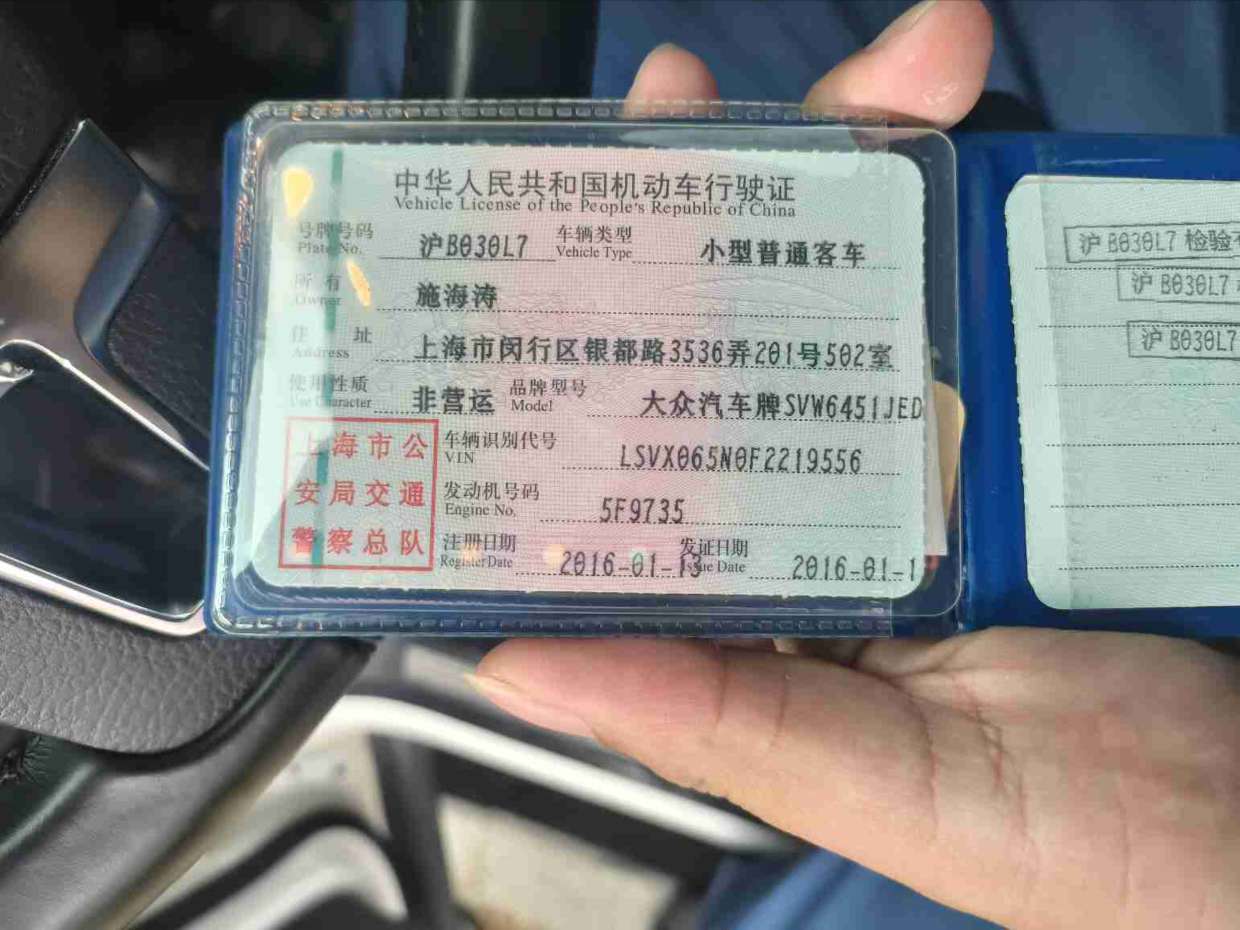 中华人民共和国机动车行驶证
Vehicle License of the People's Republic of China
号牌号码 沪B030L7 车辆类型 小型普通客车
Plate No. Vehicle Type
所有 施海涛
Owner
住 址 上海市闵行区银都路3536弄201号502室
Address
使用性质 非营运 品牌型号 大众汽车牌SVW6451JED
Use Character Model
上海市公
安局交通
警察总队
车辆识别代号 LSVX065N0F2219556
VIN
发动机号码 5F9735
Engine No.
注册日期 2016-01-13 发证日期 2016-01-1
Register Date Issue Date
沪B030L7 检验
沪B030L7
沪B030L7